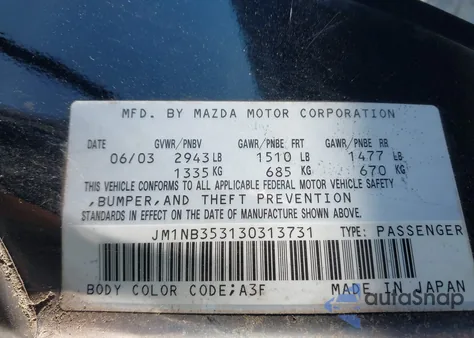 MFD. BY MAZDA MOTOR CORPORATION
DATE GVWR/PNBV GAWR/PNBE FRT GAWR/PNBE RR
06/03 2943 LB 1510 LB 1477 LB
1335 KG 685 KG 670 KG
THIS VEHICLE CONFORMS TO ALL APPLICABLE FEDERAL MOTOR VEHICLE SAFETY
,BUMPER,AND THEFT PREVENTION
STANDARDS IN EFFECT ON THE DATE OF MANUFACTURE SHOWN ABOVE.
JM1NB353130313731 TYPE: PASSENGER
BODY COLOR CODE;A3F MADE IN JAPAN
autoSnap